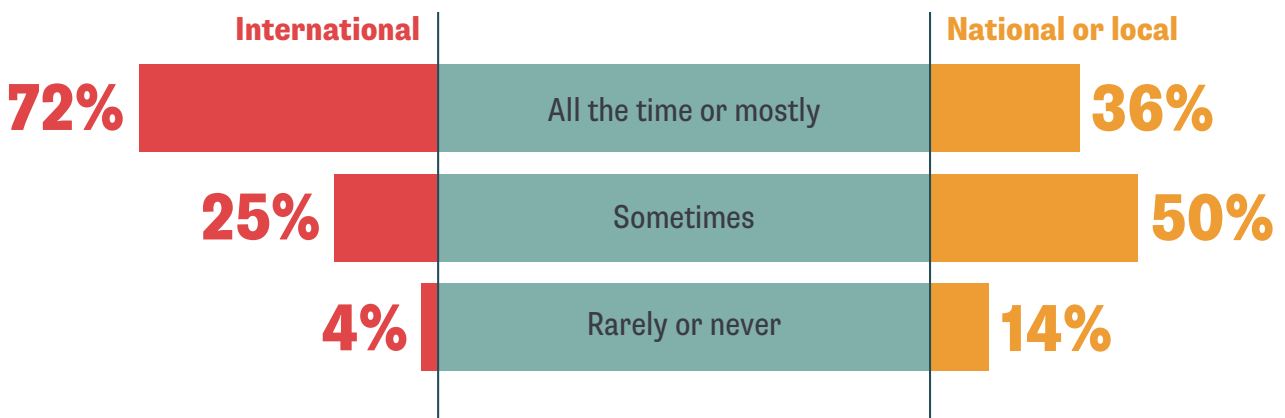 International
National or local
72%
All the time or mostly
36%
25%
Sometimes
50%
4%
Rarely or never
14%